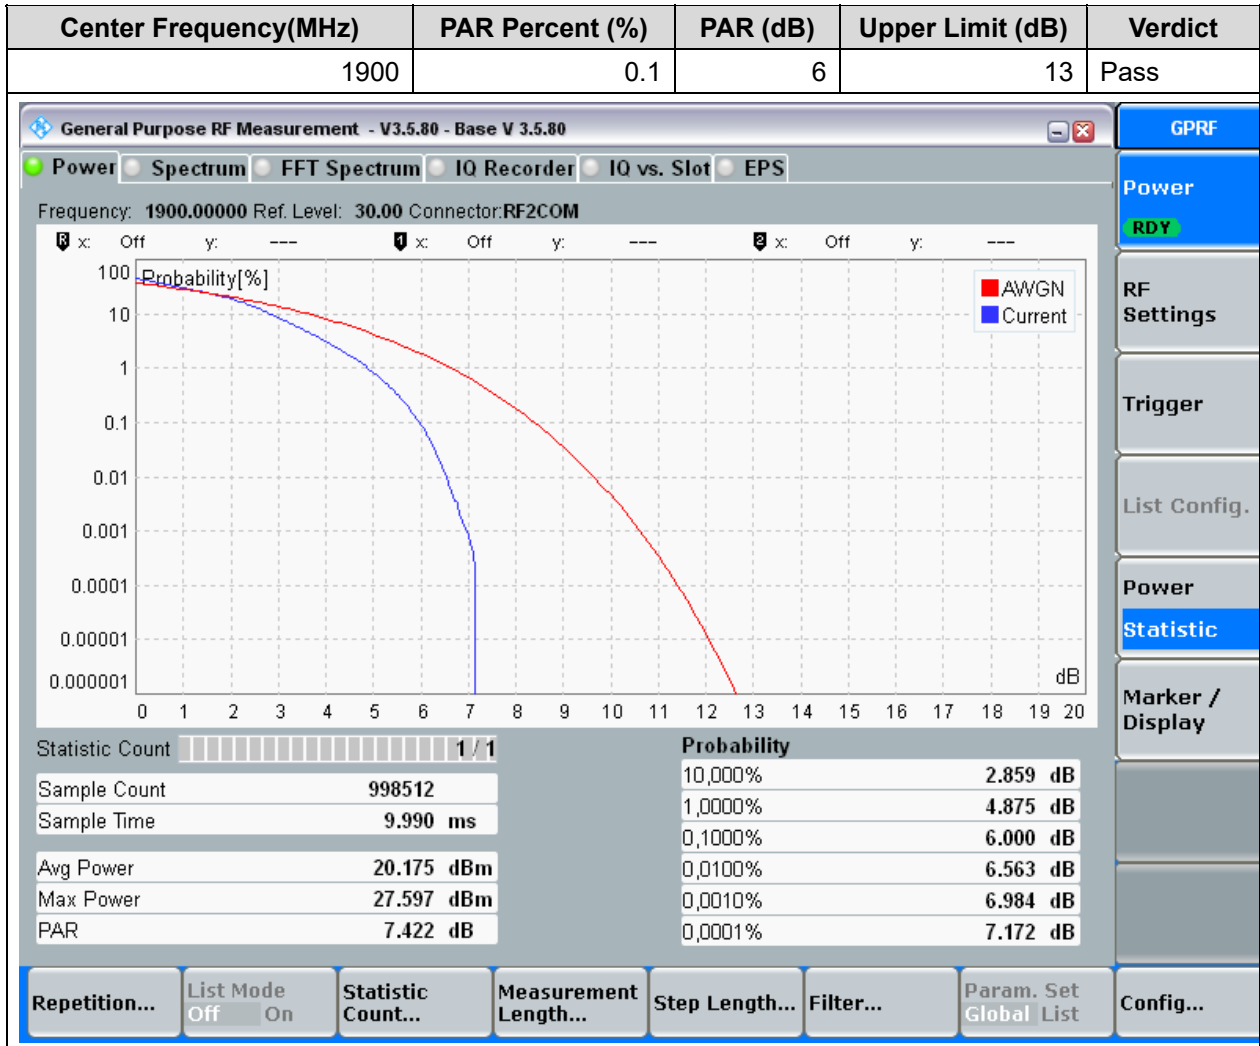 Center Frequency(MHz) PAR Percent (%) PAR (dB) Upper Limit (dB) Verdict
1900 0.1 6 13 Pass
General Purpose RF Measurement - V3.5.80 - Base V 3.5.80
GPRF
Power Spectrum FFT Spectrum IQ Recorder IQ vs. Slot EPS
Frequency: 1900.00000 Ref. Level: 30.00 Connector:RF2COM
R x: Off y: --- 1 x: Off y: --- 2 x: Off y: ---
Probability[%]
100
10
1
0.1
0.01
0.001
0.0001
0.00001
0.000001
AWGN
Current
dB
0 1 2 3 4 5 6 7 8 9 10 11 12 13 14 15 16 17 18 19 20
Statistic Count 1 / 1
Sample Count 998512
Sample Time 9.990 ms
Avg Power 20.175 dBm
Max Power 27.597 dBm
PAR 7.422 dB
Probability
10,000% 2.859 dB
1,0000% 4.875 dB
0,1000% 6.000 dB
0,0100% 6.563 dB
0,0010% 6.984 dB
0,0001% 7.172 dB
Power
RDY
RF
Settings
Trigger
List Config.
Power
Statistic
Marker /
Display
Repetition...
List Mode
Off On
Statistic
Count...
Measurement
Length...
Step Length...
Filter...
Param. Set
Global List
Config...